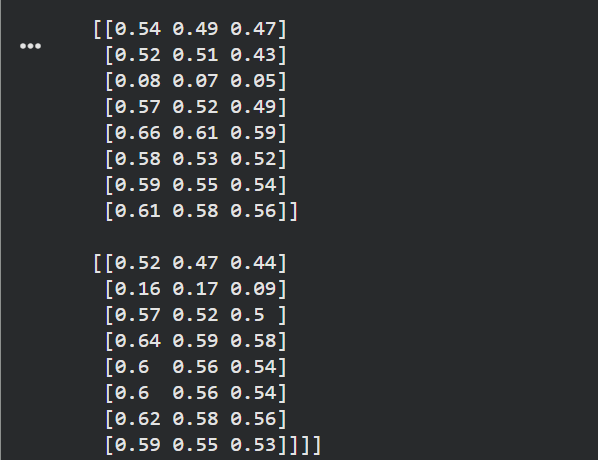 [[0.54 0.49 0.47]
[0.52 0.51 0.43]
[0.08 0.07 0.05]
[0.57 0.52 0.49]
[0.66 0.61 0.59]
[0.58 0.53 0.52]
[0.59 0.55 0.54]
[0.61 0.58 0.56]]
[[0.52 0.47 0.44]
[0.16 0.17 0.09]
[0.57 0.52 0.5 ]
[0.64 0.59 0.58]
[0.6  0.56 0.54]
[0.6  0.56 0.54]
[0.62 0.58 0.56]
[0.59 0.55 0.53]]]]